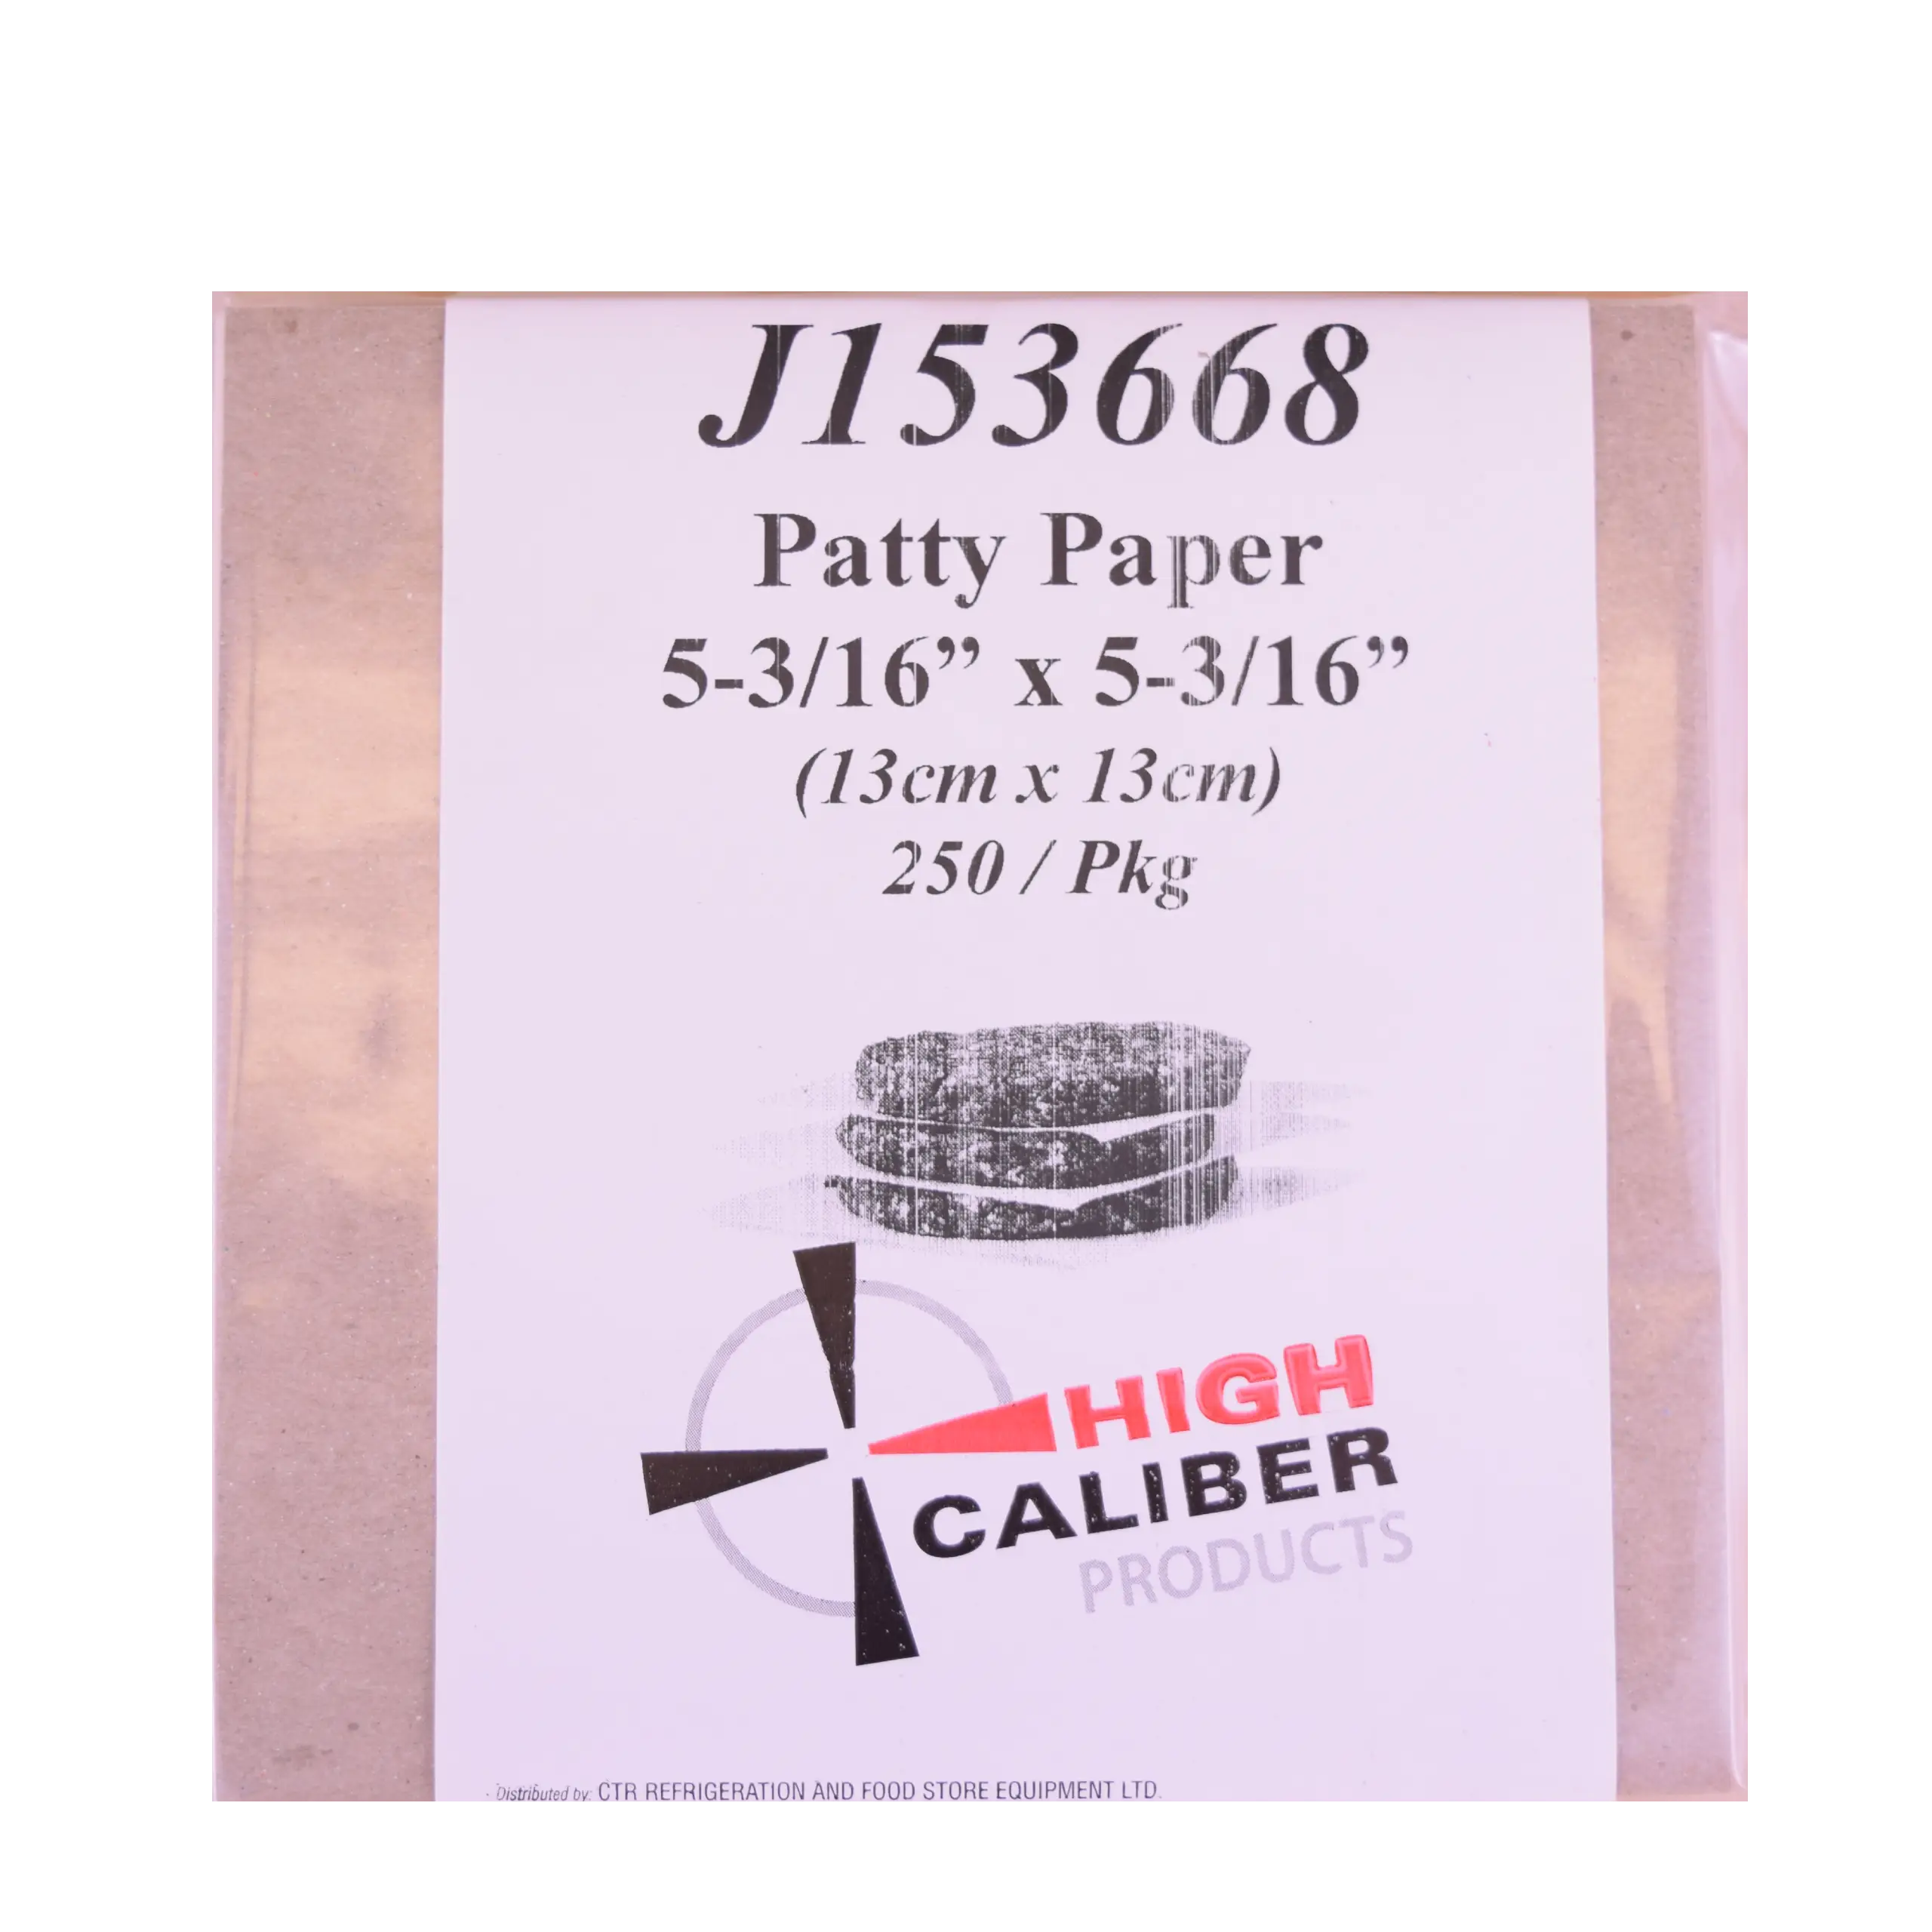 J153668
Patty Paper
5-3/16” x 5-3/16”
(13cm x 13cm)
250 / Pkg
HIGH
CALIBER
PRODUCTS
Distributed by: CTR REFRIGERATION AND FOOD STORE EQUIPMENT LTD.